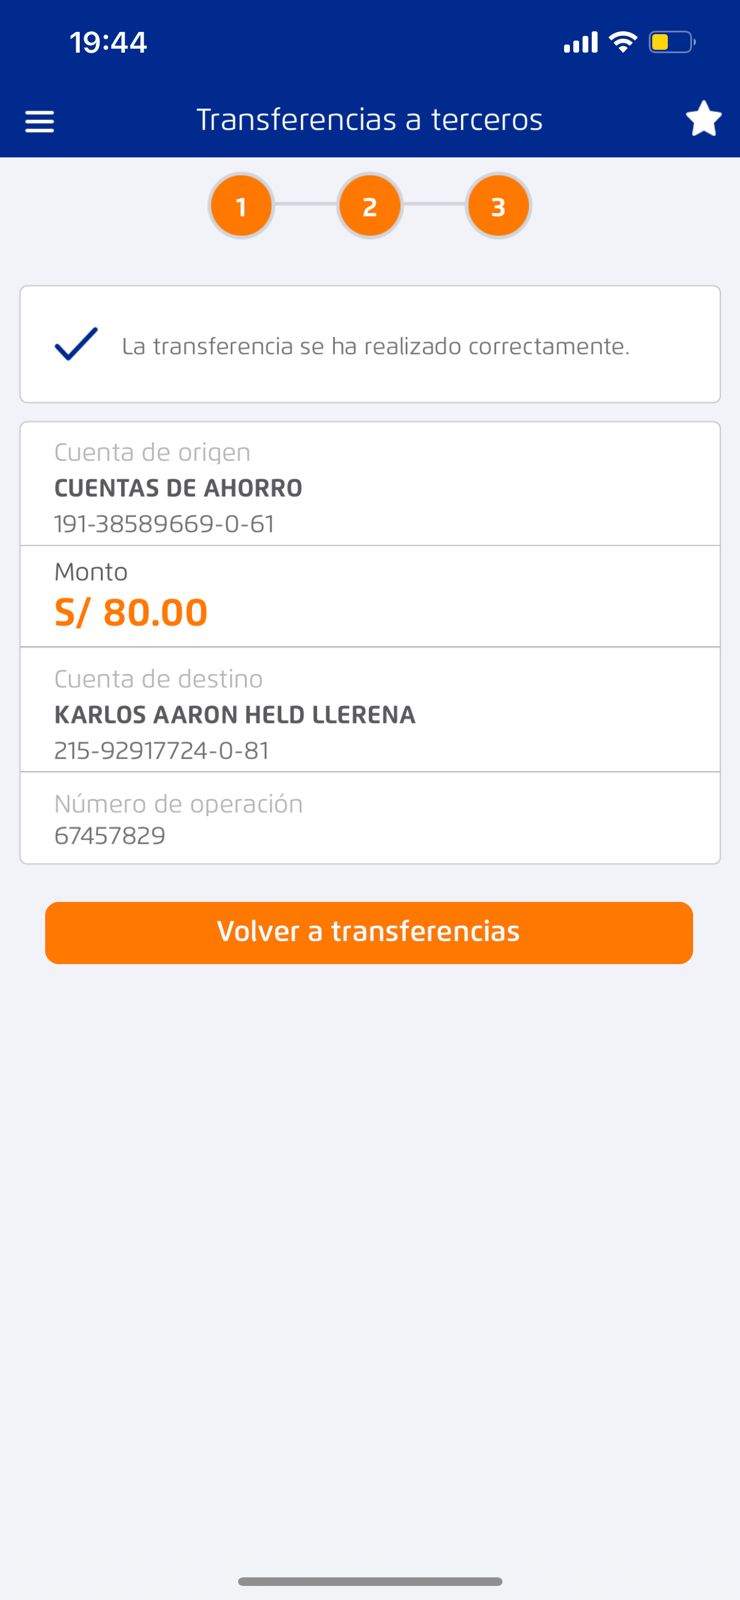 19:44
Transferencias a terceros
1 2 3
La transferencia se ha realizado correctamente.
Cuenta de origen
CUENTAS DE AHORRO
191-38589669-0-61
Monto
S/ 80.00
Cuenta de destino
KARLOS AARON HELD LLERENA
215-92917724-0-81
Número de operación
67457829
Volver a transferencias